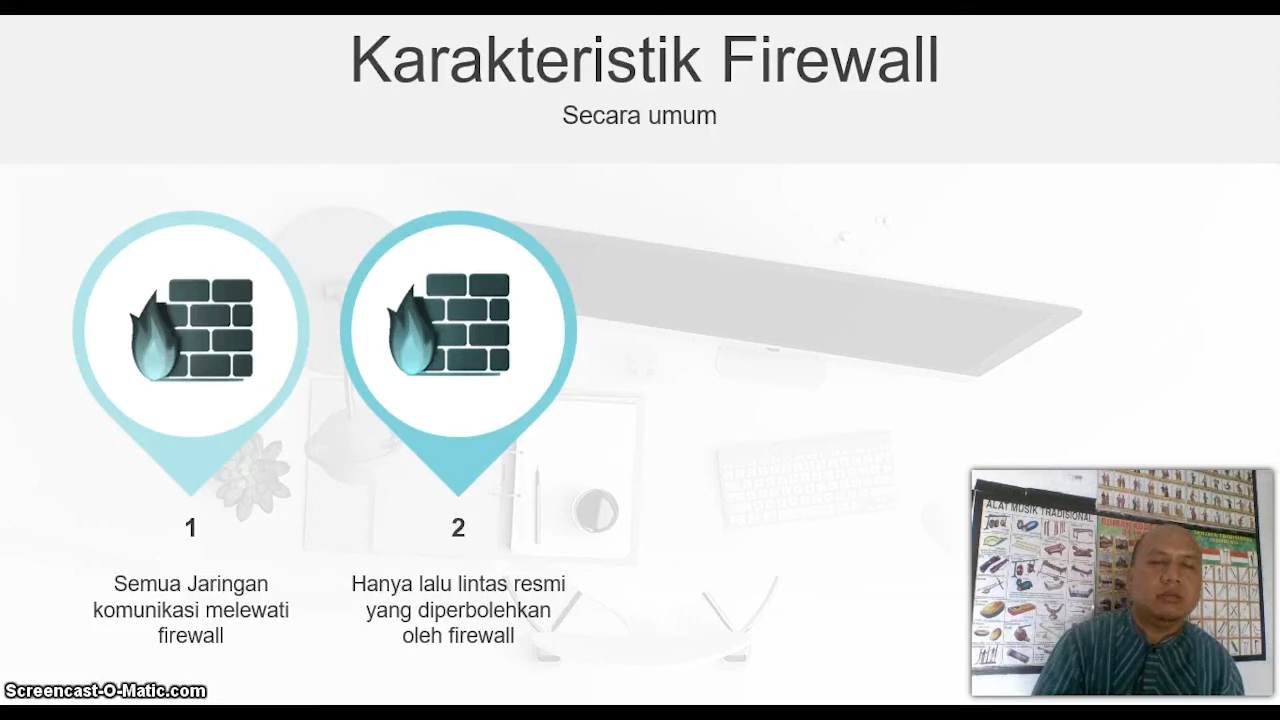 Karakteristik Firewall
Secara umum
1
Semua Jaringan
komunikasi melewati
firewall
2
Hanya lalu lintas resmi
yang diperbolehkan
oleh firewall
ALAT MUSIK TRADISIONAL
Screencast-O-Matic.com